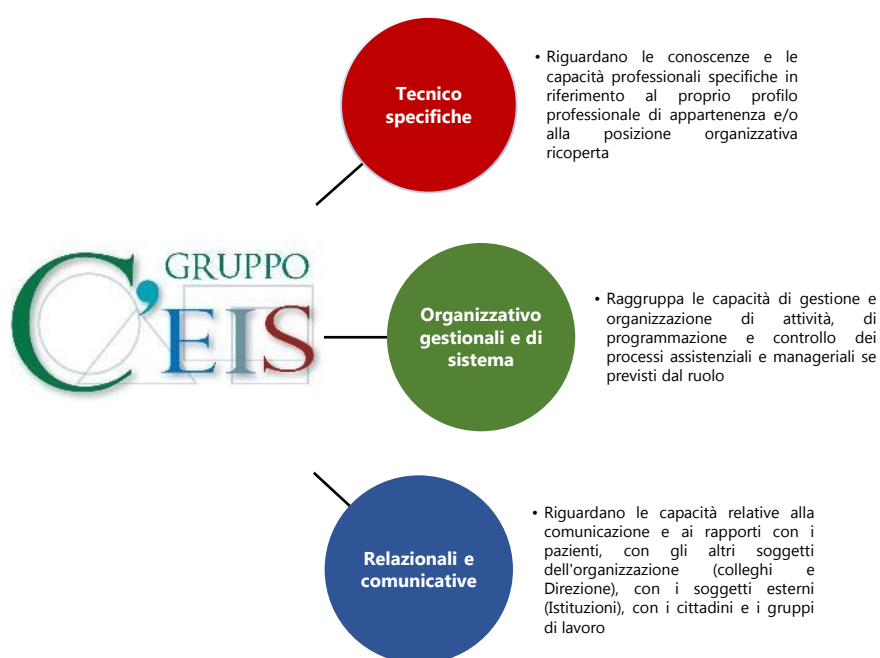 Tecnico
specifiche
• Riguardano le conoscenze e le
capacità professionali specifiche in
riferimento al proprio profilo
professionale di appartenenza e/o
alla posizione organizzativa
ricoperta
GRUPPO
C'EIS
Organizzativo
gestionali e di
sistema
• Raggruppa le capacità di gestione e
organizzazione di attività, di
programmazione e controllo dei
processi assistenziali e manageriali se
previsti dal ruolo
Relazionali e
comunicative
• Riguardano le capacità relative alla
comunicazione e ai rapporti con i
pazienti, con gli altri soggetti
dell'organizzazione (colleghi e
Direzione), con i soggetti esterni
(Istituzioni), con i cittadini e i gruppi
di lavoro